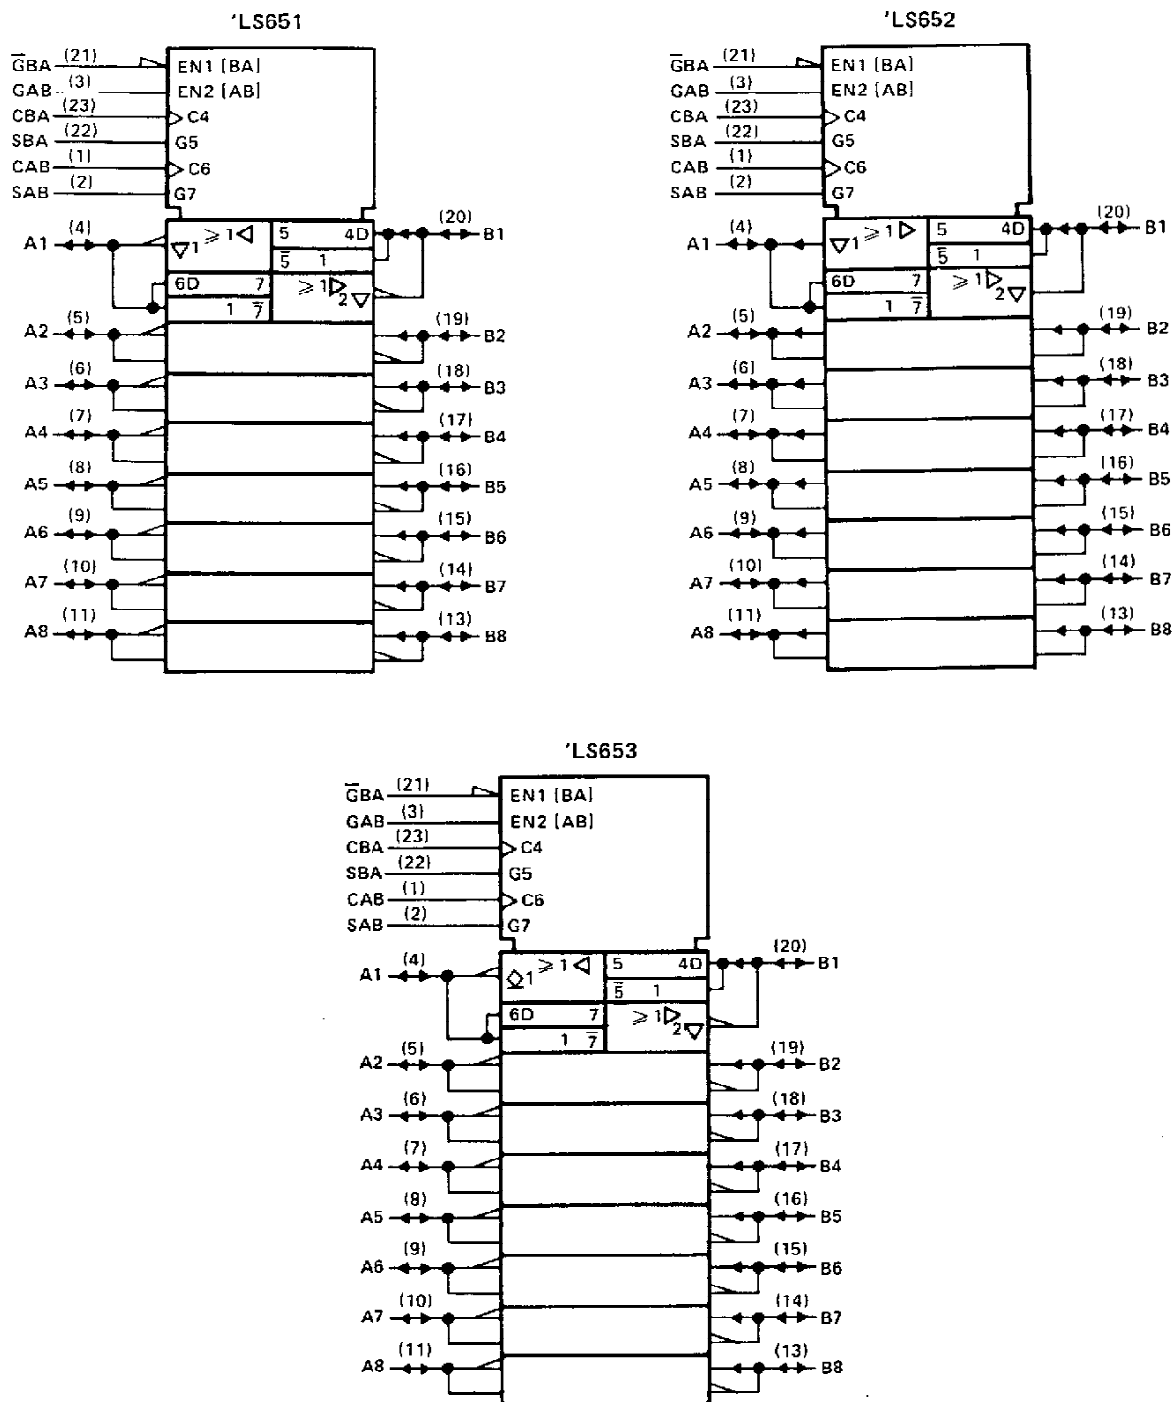 'LS651
G̅BA (21) EN1 [BA]
GAB (3) EN2 [AB]
CBA (23) C4
SBA (22) G5
CAB (1) C6
SAB (2) G7
A1 (4) ▽1 ≥1◁ 5 4D (20) B1
5̅ 1
6D 7 ≥1▷ 2▽
1 7̅
A2 (5) (19) B2
A3 (6) (18) B3
A4 (7) (17) B4
A5 (8) (16) B5
A6 (9) (15) B6
A7 (10) (14) B7
A8 (11) (13) B8
'LS652
G̅BA (21) EN1 [BA]
GAB (3) EN2 [AB]
CBA (23) C4
SBA (22) G5
CAB (1) C6
SAB (2) G7
A1 (4) ▽1 ≥1▷ 5 4D (20) B1
5̅ 1
6D 7 ≥1▷ 2▽
1 7̅
A2 (5) (19) B2
A3 (6) (18) B3
A4 (7) (17) B4
A5 (8) (16) B5
A6 (9) (15) B6
A7 (10) (14) B7
A8 (11) (13) B8
'LS653
G̅BA (21) EN1 [BA]
GAB (3) EN2 [AB]
CBA (23) C4
SBA (22) G5
CAB (1) C6
SAB (2) G7
A1 (4) ◇1 ≥1◁ 5 4D (20) B1
5̅ 1
6D 7 ≥1▷ 2▽
1 7̅
A2 (5) (19) B2
A3 (6) (18) B3
A4 (7) (17) B4
A5 (8) (16) B5
A6 (9) (15) B6
A7 (10) (14) B7
A8 (11) (13) B8